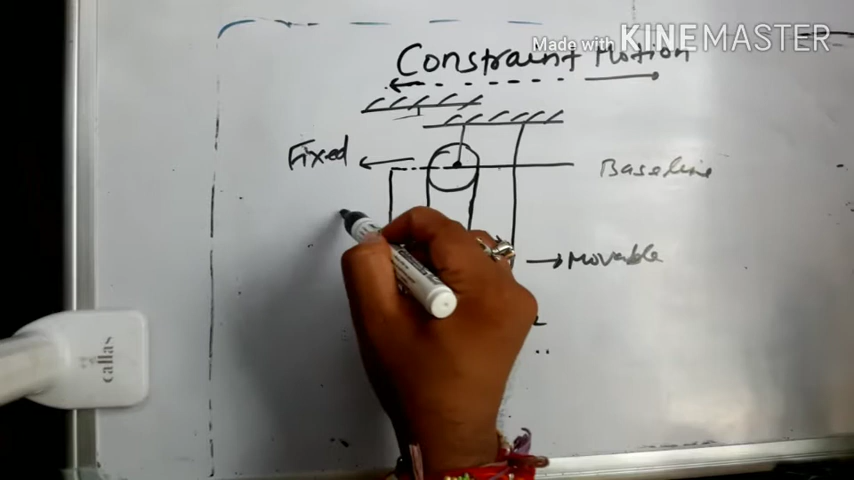 Made with KINEMASTER
Constraint Motion
Fixed
Baseline
Movable
callas